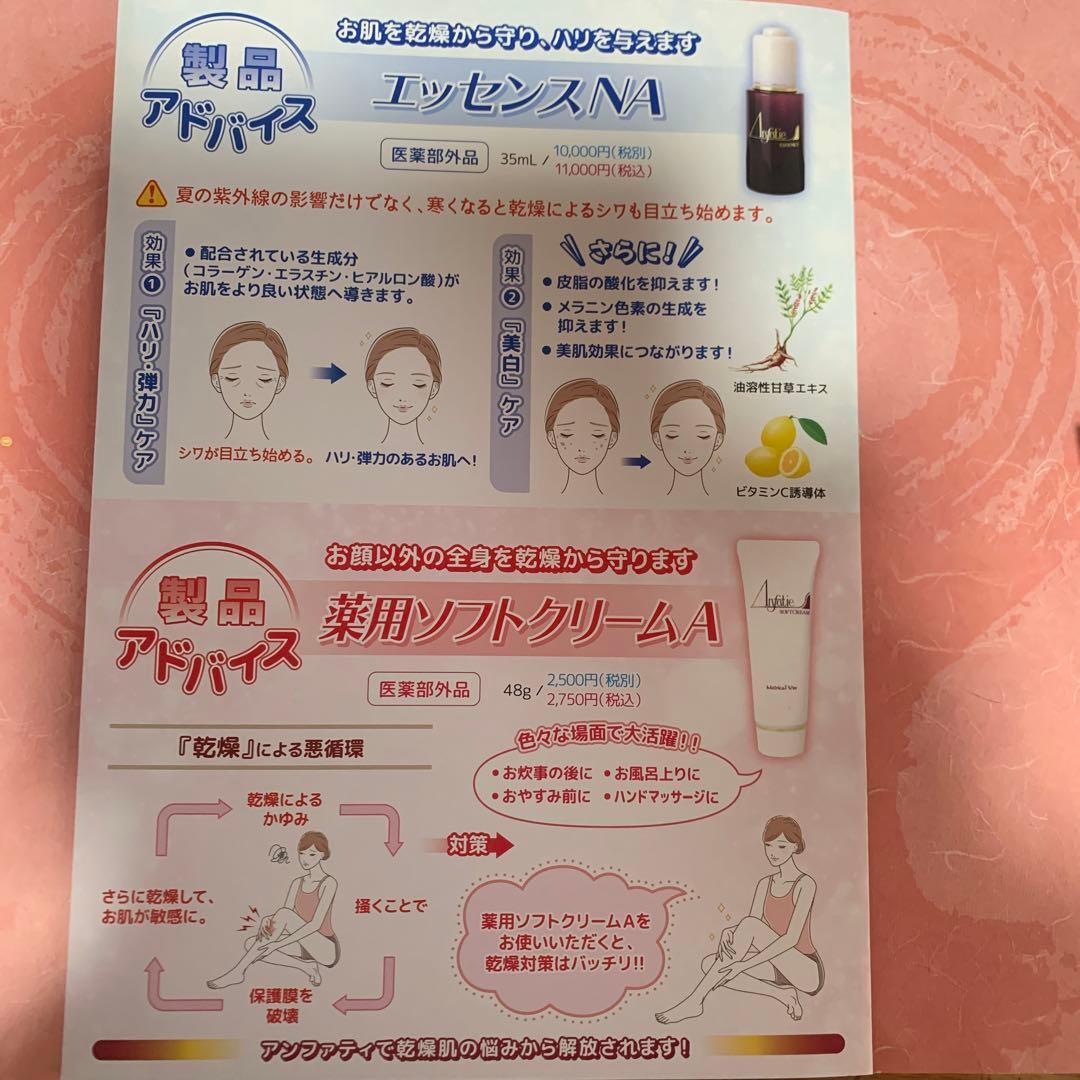 製品
アドバイス
お肌を乾燥から守り、ハリを与えます
エッセンスNA
医薬部外品
35mL / 10,000円（税別）
11,000円（税込）
夏の紫外線の影響だけでなく、寒くなると乾燥によるシワも目立ち始めます。
効果❶『ハリ・弾力』ケア
● 配合されている生成分
（コラーゲン・エラスチン・ヒアルロン酸）が
お肌をより良い状態へ導きます。
シワが目立ち始める。
ハリ・弾力のあるお肌へ！
効果❷『美白』ケア
さらに！
● 皮脂の酸化を抑えます！
● メラニン色素の生成を
抑えます！
● 美肌効果につながります！
油溶性甘草エキス
ビタミンC誘導体
製品
アドバイス
お顔以外の全身を乾燥から守ります
薬用ソフトクリームA
医薬部外品
48g / 2,500円（税別）
2,750円（税込）
SOFTCREAM
『乾燥』による悪循環
乾燥による
かゆみ
掻くことで
保護膜を
破壊
さらに乾燥して、
お肌が敏感に。
対策
色々な場面で大活躍！！
● お炊事の後に ● お風呂上りに
● おやすみ前に ● ハンドマッサージに
薬用ソフトクリームAを
お使いいただくと、
乾燥対策はバッチリ!!
アンファティで乾燥肌の悩みから解放されます！